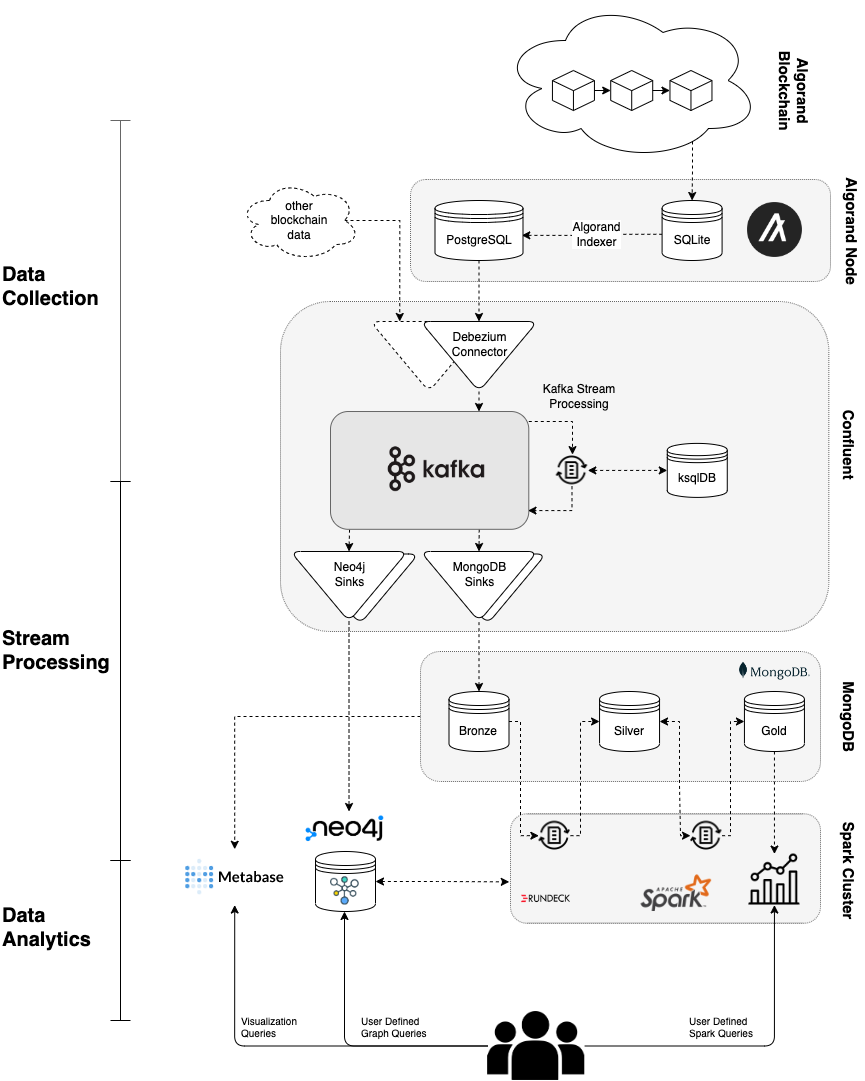 Algorand
Blockchain
other
blockchain
data
PostgreSQL
Algorand
Indexer
SQLite
Algorand Node
Data
Collection
Debezium
Connector
Kafka Stream
Processing
kafka
ksqlDB
Confluent
Neo4j
Sinks
MongoDB
Sinks
Stream
Processing
MongoDB.
Bronze
Silver
Gold
MongoDB
neo4j
Metabase
RUNDECK
APACHE
Spark
Spark Cluster
Data
Analytics
Visualization
Queries
User Defined
Graph Queries
User Defined
Spark Queries